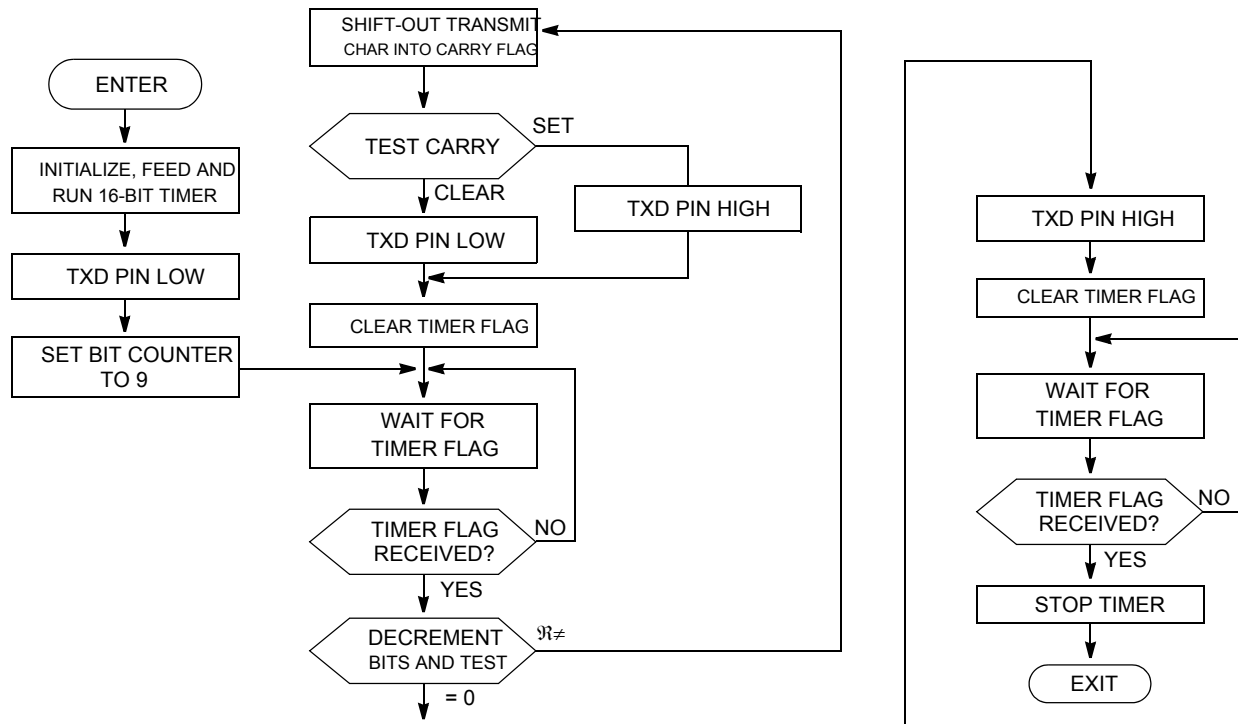 ENTER
INITIALIZE, FEED AND
RUN 16-BIT TIMER
TXD PIN LOW
SET BIT COUNTER
TO 9
SHIFT-OUT TRANSMIT
CHAR INTO CARRY FLAG
TEST CARRY
SET
CLEAR
TXD PIN HIGH
TXD PIN LOW
CLEAR TIMER FLAG
WAIT FOR
TIMER FLAG
TIMER FLAG
RECEIVED?
NO
YES
DECREMENT
BITS AND TEST
ℜ≠
= 0
TXD PIN HIGH
CLEAR TIMER FLAG
WAIT FOR
TIMER FLAG
TIMER FLAG
RECEIVED?
NO
YES
STOP TIMER
EXIT